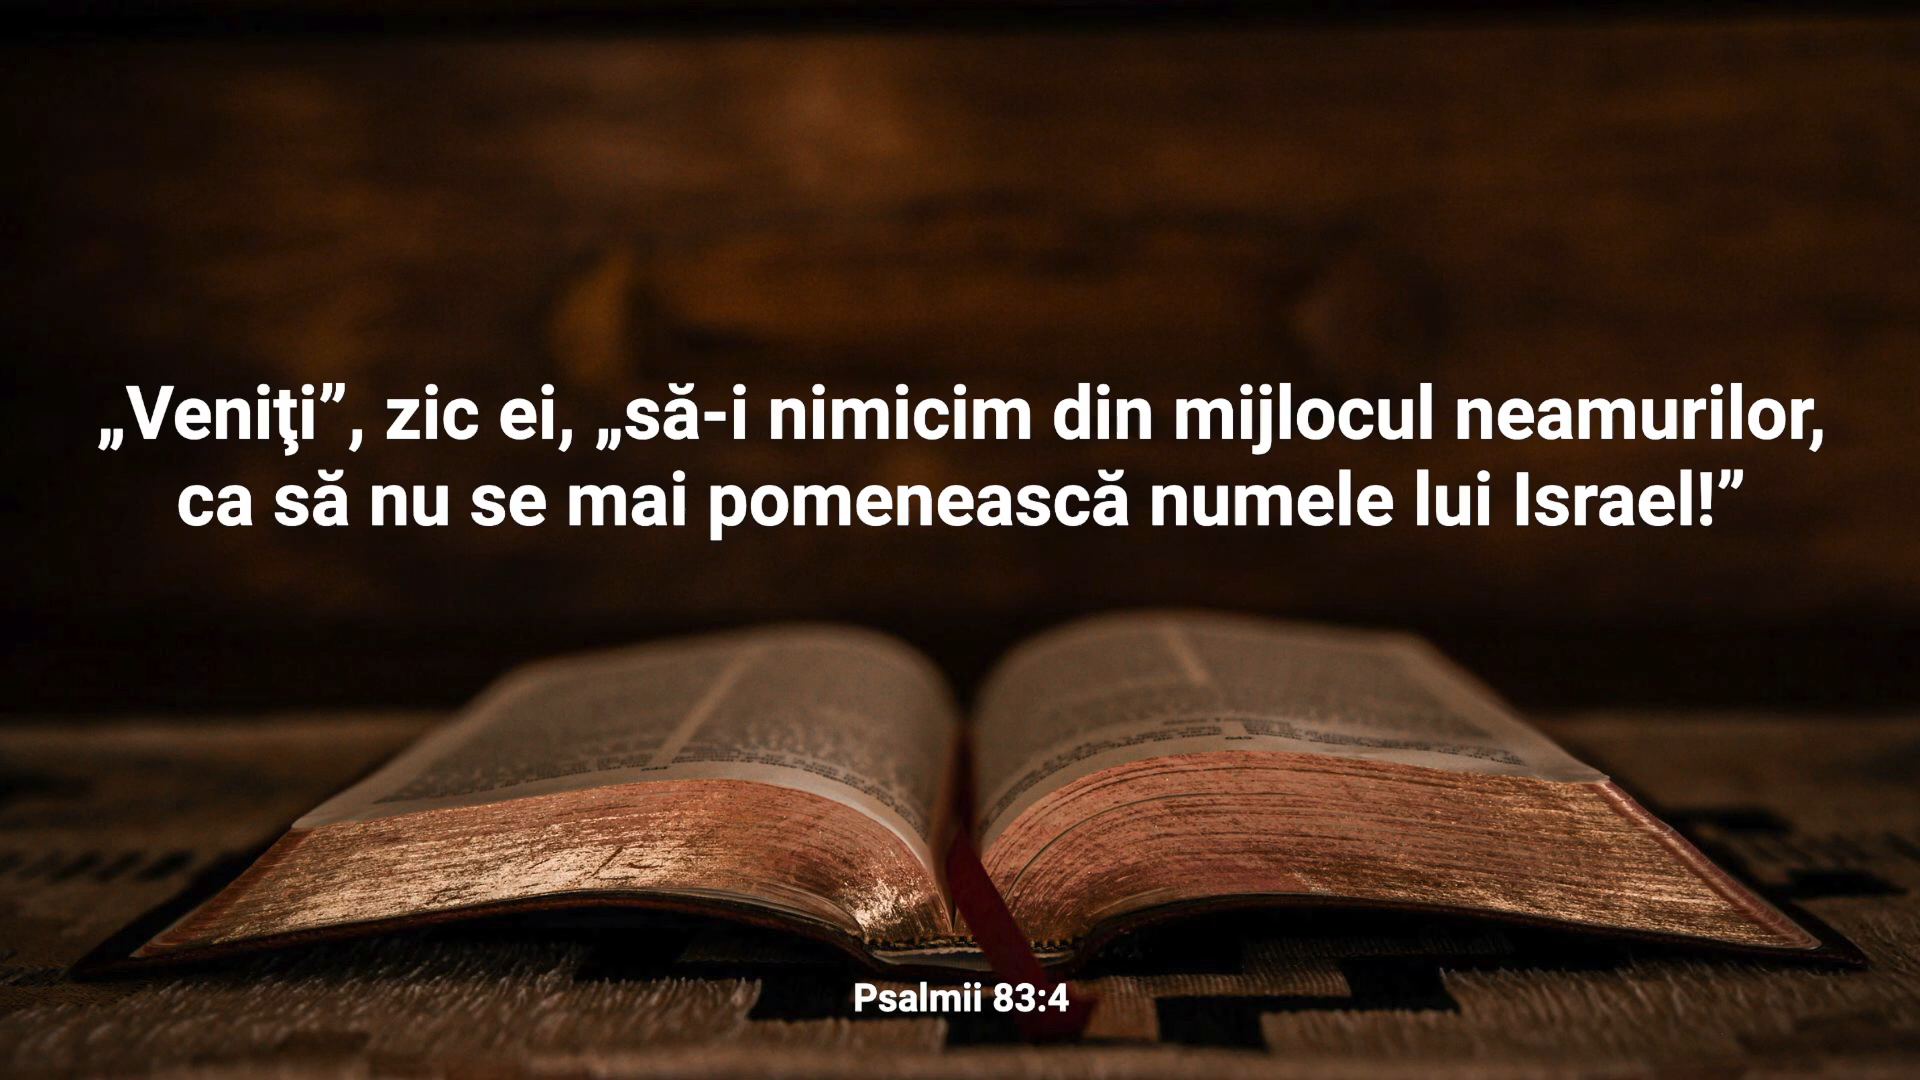 „Veniţi”, zic ei, „să-i nimicim din mijlocul neamurilor,
ca să nu se mai pomenească numele lui Israel!”
Psalmii 83:4